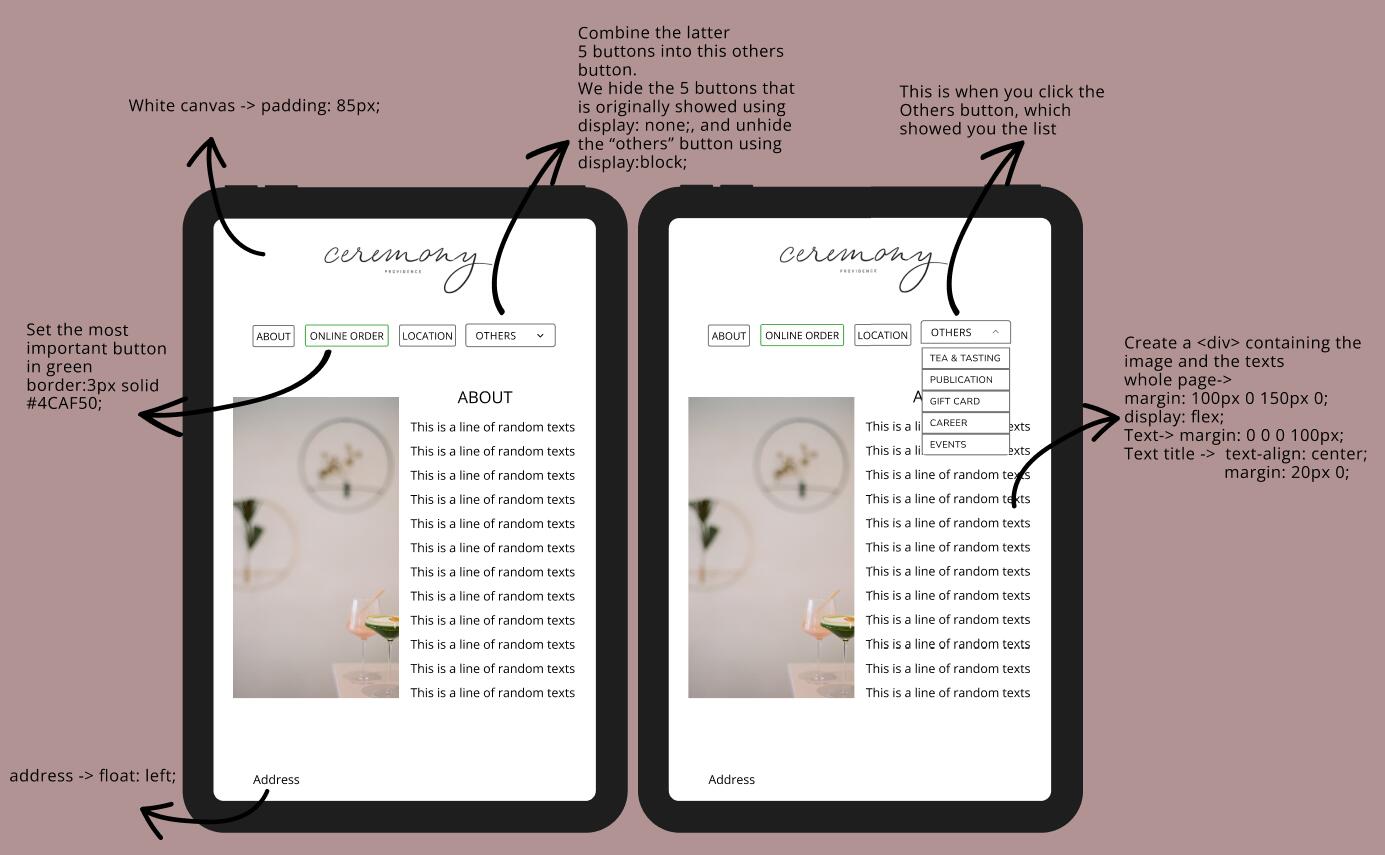 Combine the latter
5 buttons into this others
button.
We hide the 5 buttons that
is originally showed using
display: none;, and unhide
the “others” button using
display:block;
This is when you click the
Others button, which
showed you the list
White canvas -> padding: 85px;
Set the most
important button
in green
border:3px solid
#4CAF50;
address -> float: left;
ceremony
PROVIDENCE
ABOUT
ONLINE ORDER
LOCATION
OTHERS
ABOUT
This is a line of random texts
This is a line of random texts
This is a line of random texts
This is a line of random texts
This is a line of random texts
This is a line of random texts
This is a line of random texts
This is a line of random texts
This is a line of random texts
This is a line of random texts
This is a line of random texts
This is a line of random texts
Address
ceremony
PROVIDENCE
ABOUT
ONLINE ORDER
LOCATION
OTHERS
TEA & TASTING
PUBLICATION
GIFT CARD
CAREER
EVENTS
A
This is a li exts
This is a li exts
This is a line of random texts
This is a line of random texts
This is a line of random texts
This is a line of random texts
This is a line of random texts
This is a line of random texts
This is a line of random texts
This is a line of random texts
This is a line of random texts
This is a line of random texts
Address
Create a <div> containing the
image and the texts
whole page->
margin: 100px 0 150px 0;
display: flex;
Text-> margin: 0 0 0 100px;
Text title -> text-align: center;
margin: 20px 0;